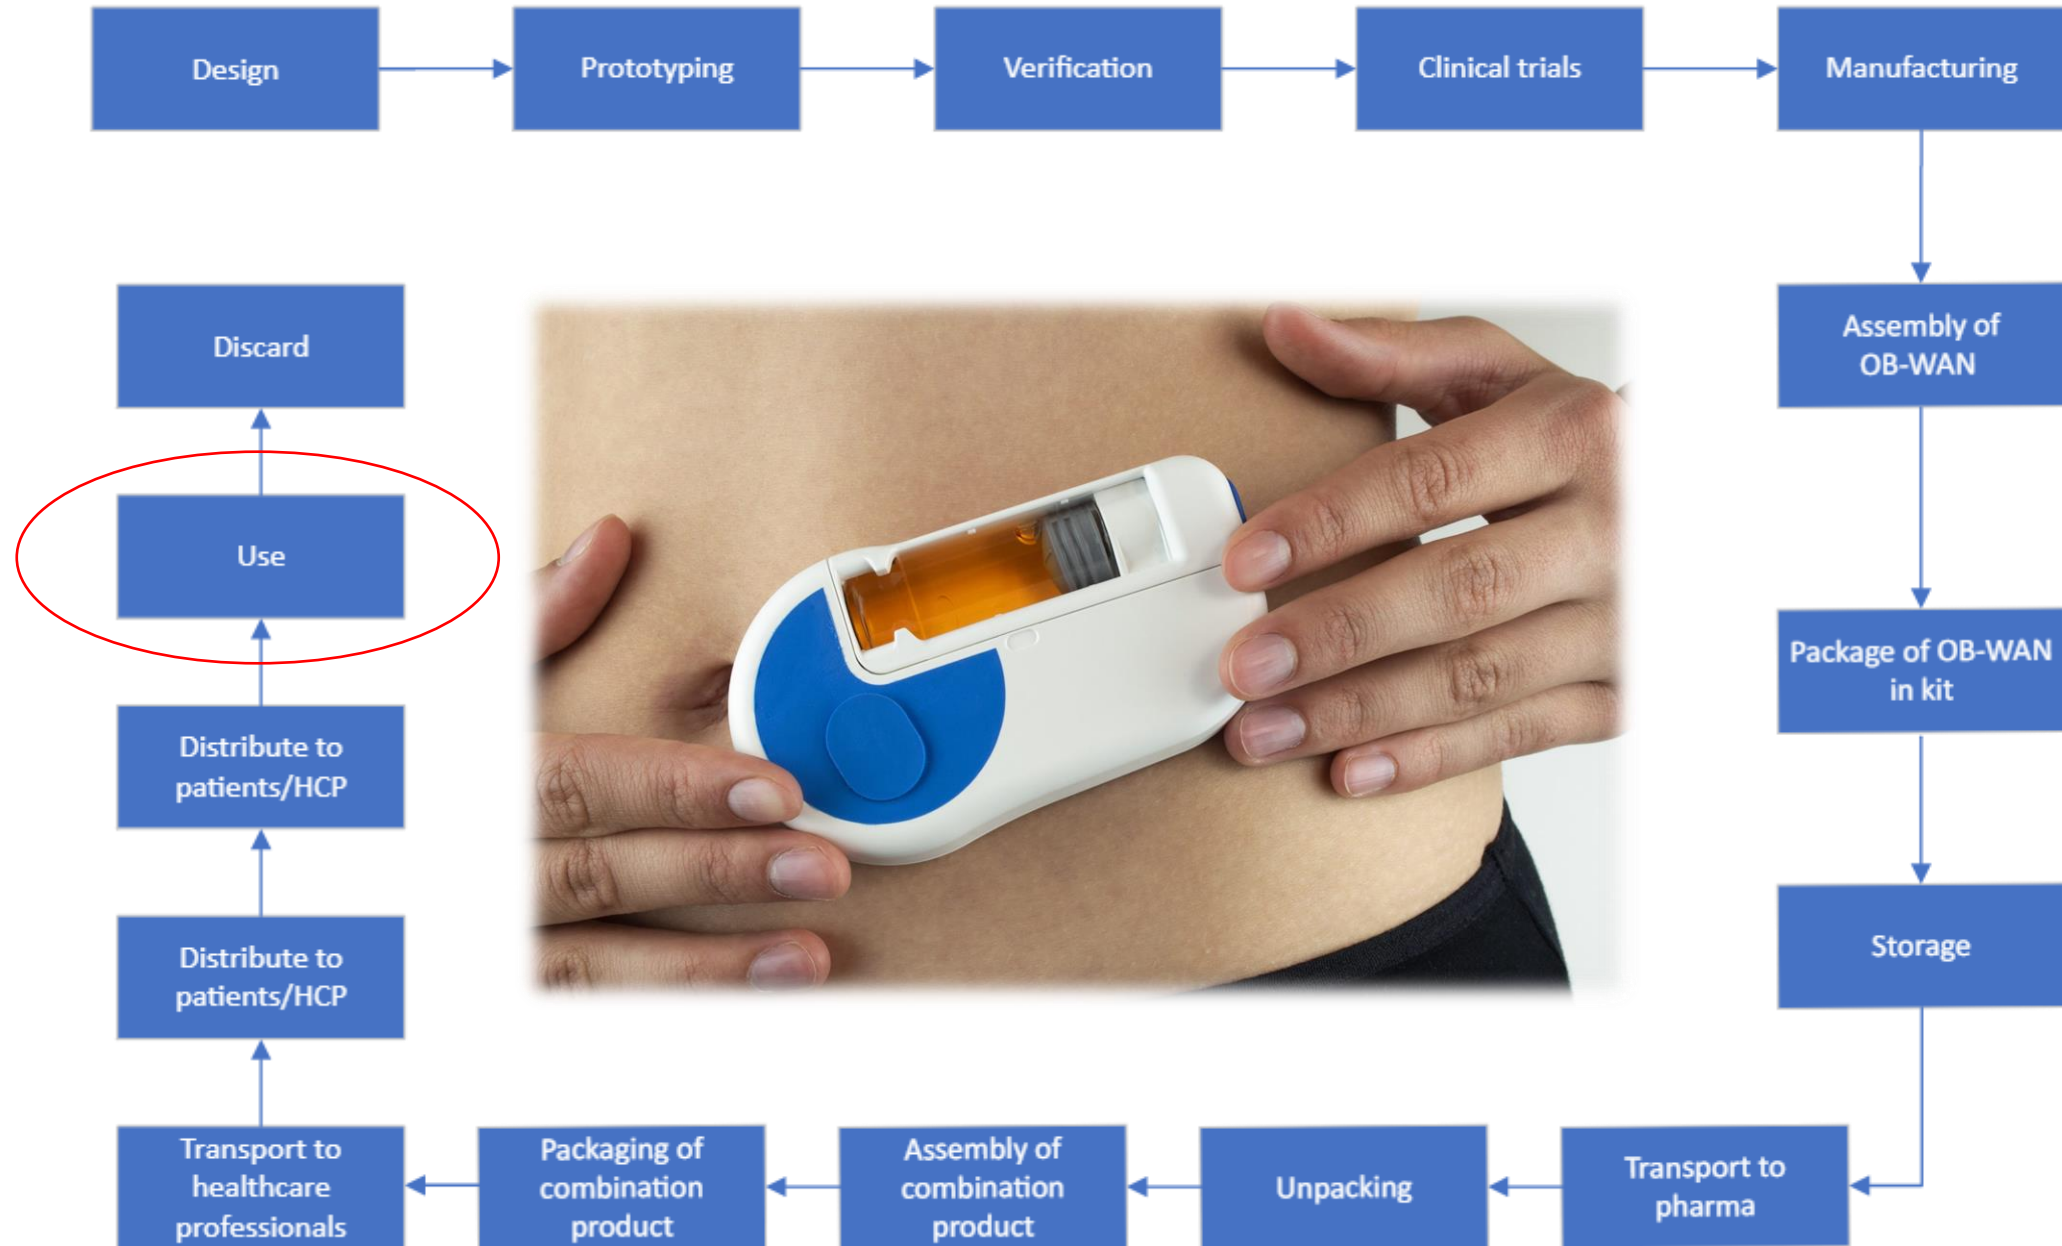 Design
Prototyping
Verification
Clinical trials
Manufacturing
Assembly of
OB-WAN
Package of OB-WAN
in kit
Storage
Transport to
pharma
Unpacking
Assembly of
combination
product
Packaging of
combination
product
Transport to
healthcare
professionals
Distribute to
patients/HCP
Distribute to
patients/HCP
Use
Discard